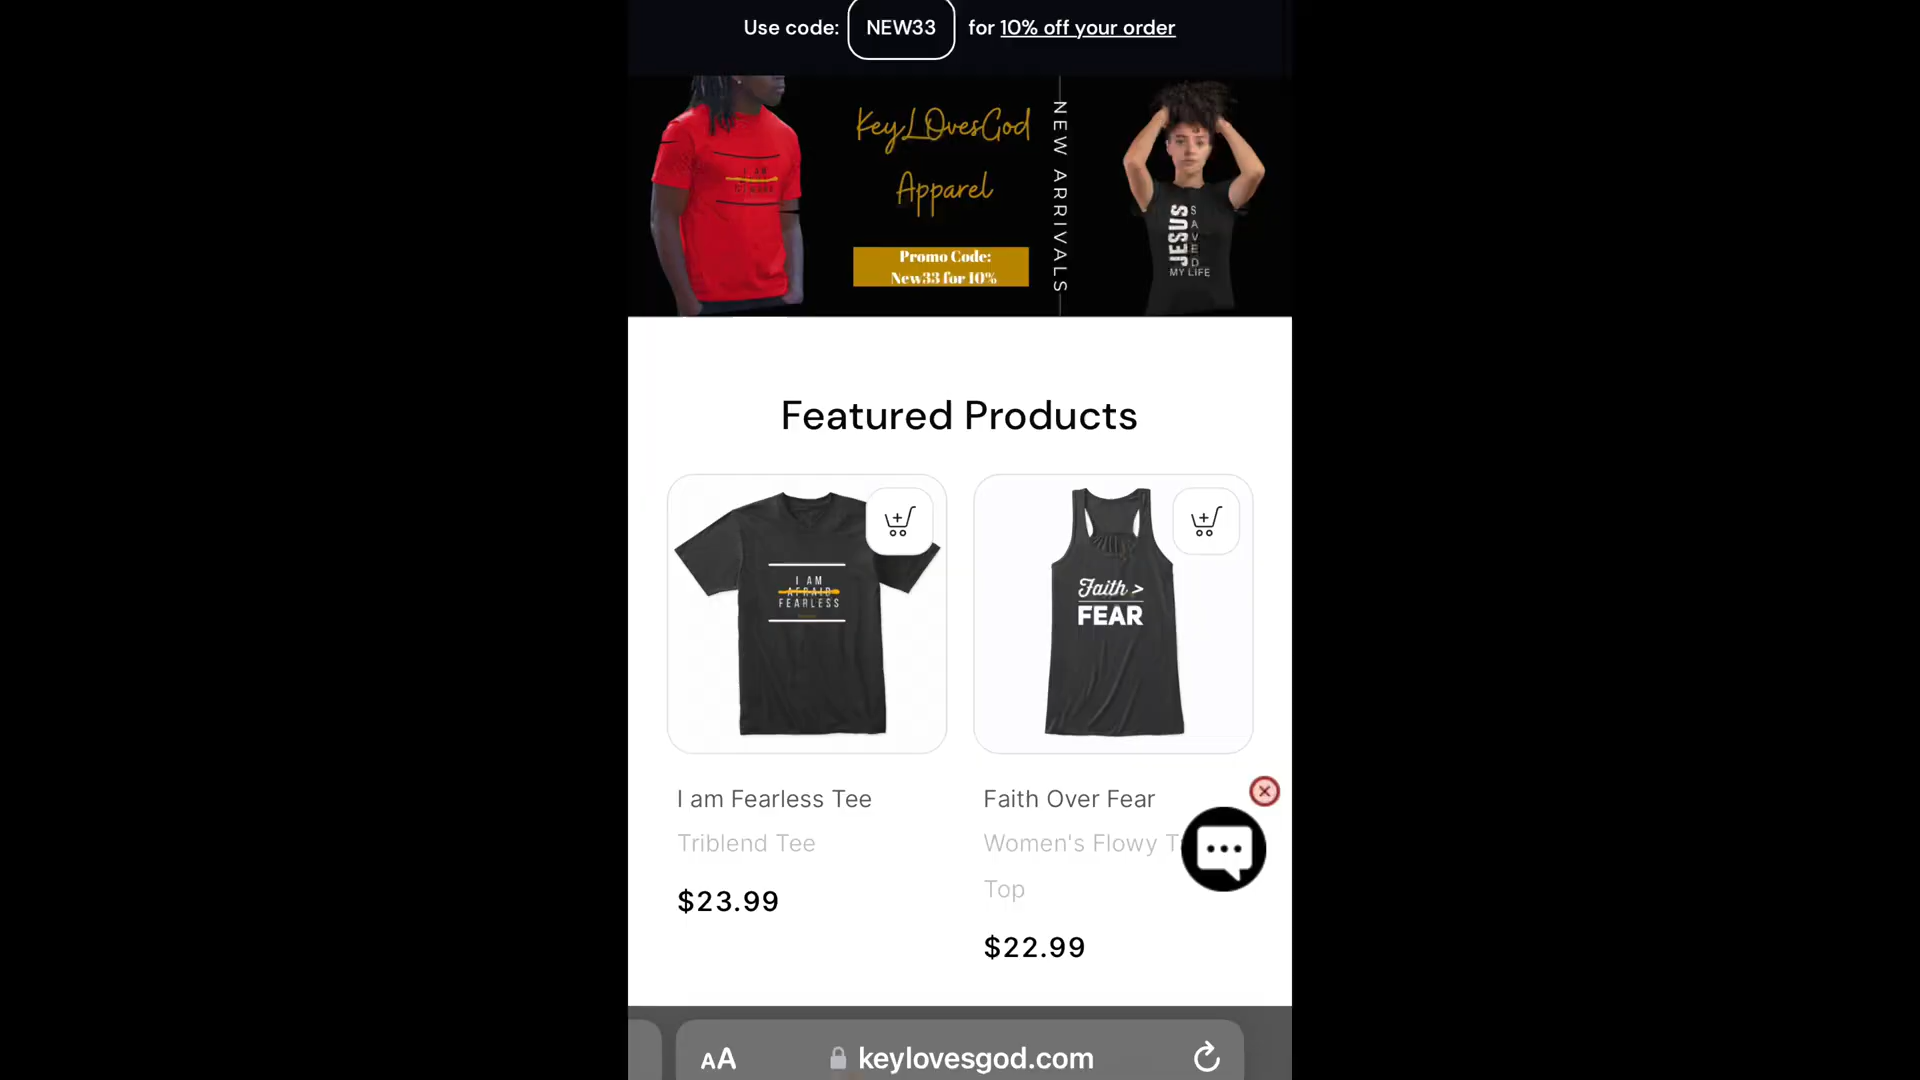 Use code: NEW33 for 10% off your order
KeyLOvesGod
Apparel
Promo Code:
New33 for 10%
NEW ARRIVALS
I AM
JESUS
SAVED
MY LIFE
Featured Products
I AM
AFRAID
FEARLESS
Faith >
FEAR
I am Fearless Tee
Triblend Tee
$23.99
Faith Over Fear
Women's Flowy
Top
$22.99
AA
keylovesgod.com